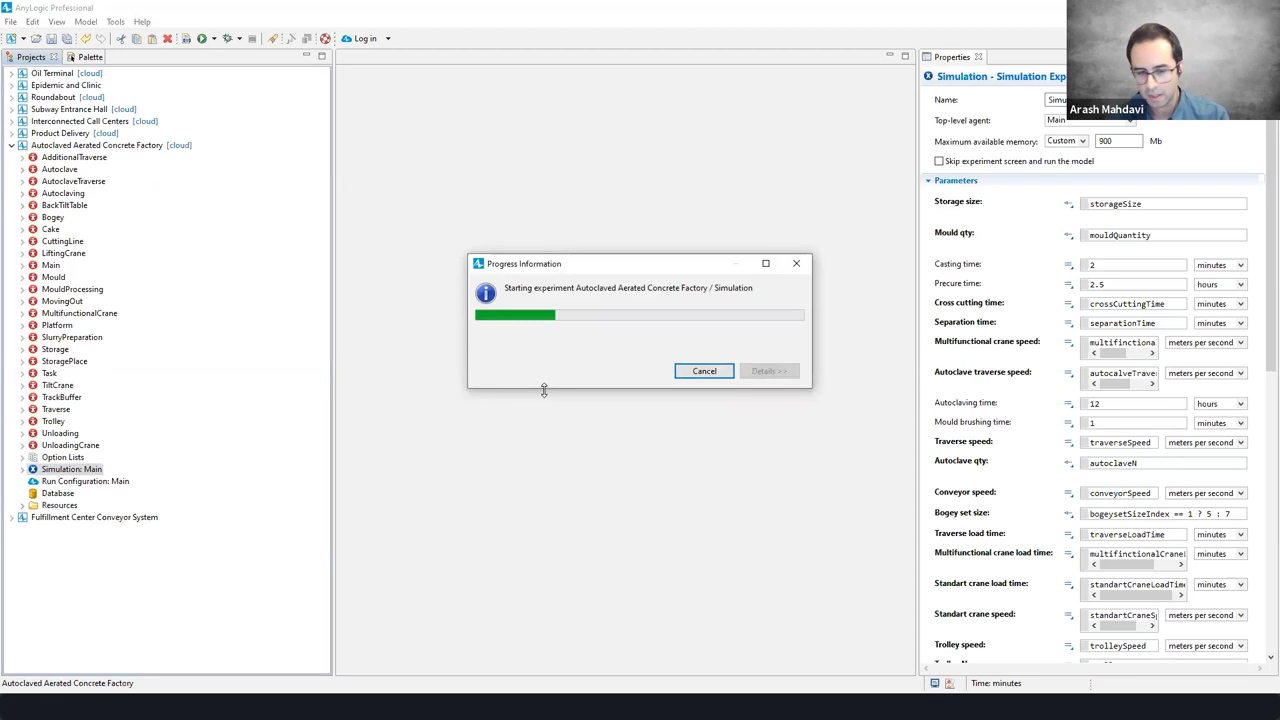 AnyLogic Professional
File Edit View Model Tools Help
Log in
Projects Palette
Oil Terminal [cloud]
Epidemic and Clinic
Roundabout [cloud]
Subway Entrance Hall [cloud]
Interconnected Call Centers [cloud]
Product Delivery [cloud]
Autoclaved Aerated Concrete Factory [cloud]
AdditionalTraverse
Autoclave
AutoclaveTraverse
Autoclaving
BackTiltTable
Bogey
Cake
CuttingLine
LiftingCrane
Main
Mould
MouldProcessing
MovingOut
MultifunctionalCrane
Platform
SlurryPreparation
Storage
StoragePlace
Task
TiltCrane
TrackBuffer
Traverse
Trolley
Unloading
UnloadingCrane
Option Lists
Simulation: Main
Run Configuration: Main
Database
Resources
Fulfillment Center Conveyor System
Autoclaved Aerated Concrete Factory
Progress Information
Starting experiment Autoclaved Aerated Concrete Factory / Simulation
Cancel Details >>
Properties
Simulation - Simulation Exp
Arash Mahdavi
Name: Simu
Top-level agent: Main
Maximum available memory: Custom 900 Mb
Skip experiment screen and run the model
Parameters
Storage size: storageSize
Mould qty: mouldQuantity
Casting time: 2 minutes
Precure time: 2.5 hours
Cross cutting time: crossCuttingTime minutes
Separation time: separationTime minutes
Multifunctional crane speed: multifinctiona meters per second
Autoclave traverse speed: autocalveTraver meters per second
Autoclaving time: 12 hours
Mould brushing time: 1 minutes
Traverse speed: traverseSpeed meters per second
Autoclave qty: autoclaveN
Conveyor speed: conveyorSpeed meters per second
Bogey set size: bogeysetSizeIndex == 1 ? 5 : 7
Traverse load time: traverseLoadTime minutes
Multifunctional crane load time: multifinctionalCraneL minutes
Standart crane load time: standartCraneLoadTime minutes
Standart crane speed: standartCraneS meters per second
Trolley speed: trolleySpeed meters per second
Time: minutes